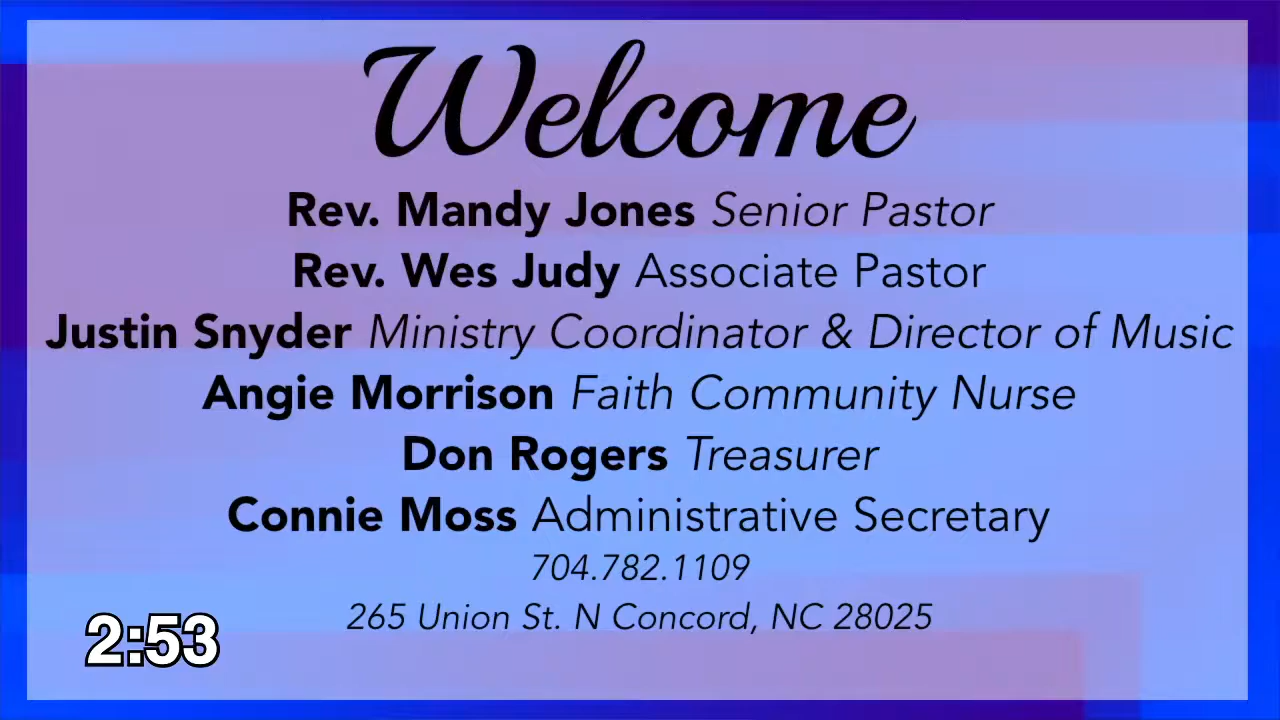 Welcome
Rev. Mandy Jones Senior Pastor
Rev. Wes Judy Associate Pastor
Justin Snyder Ministry Coordinator & Director of Music
Angie Morrison Faith Community Nurse
Don Rogers Treasurer
Connie Moss Administrative Secretary
704.782.1109
265 Union St. N Concord, NC 28025
2:53